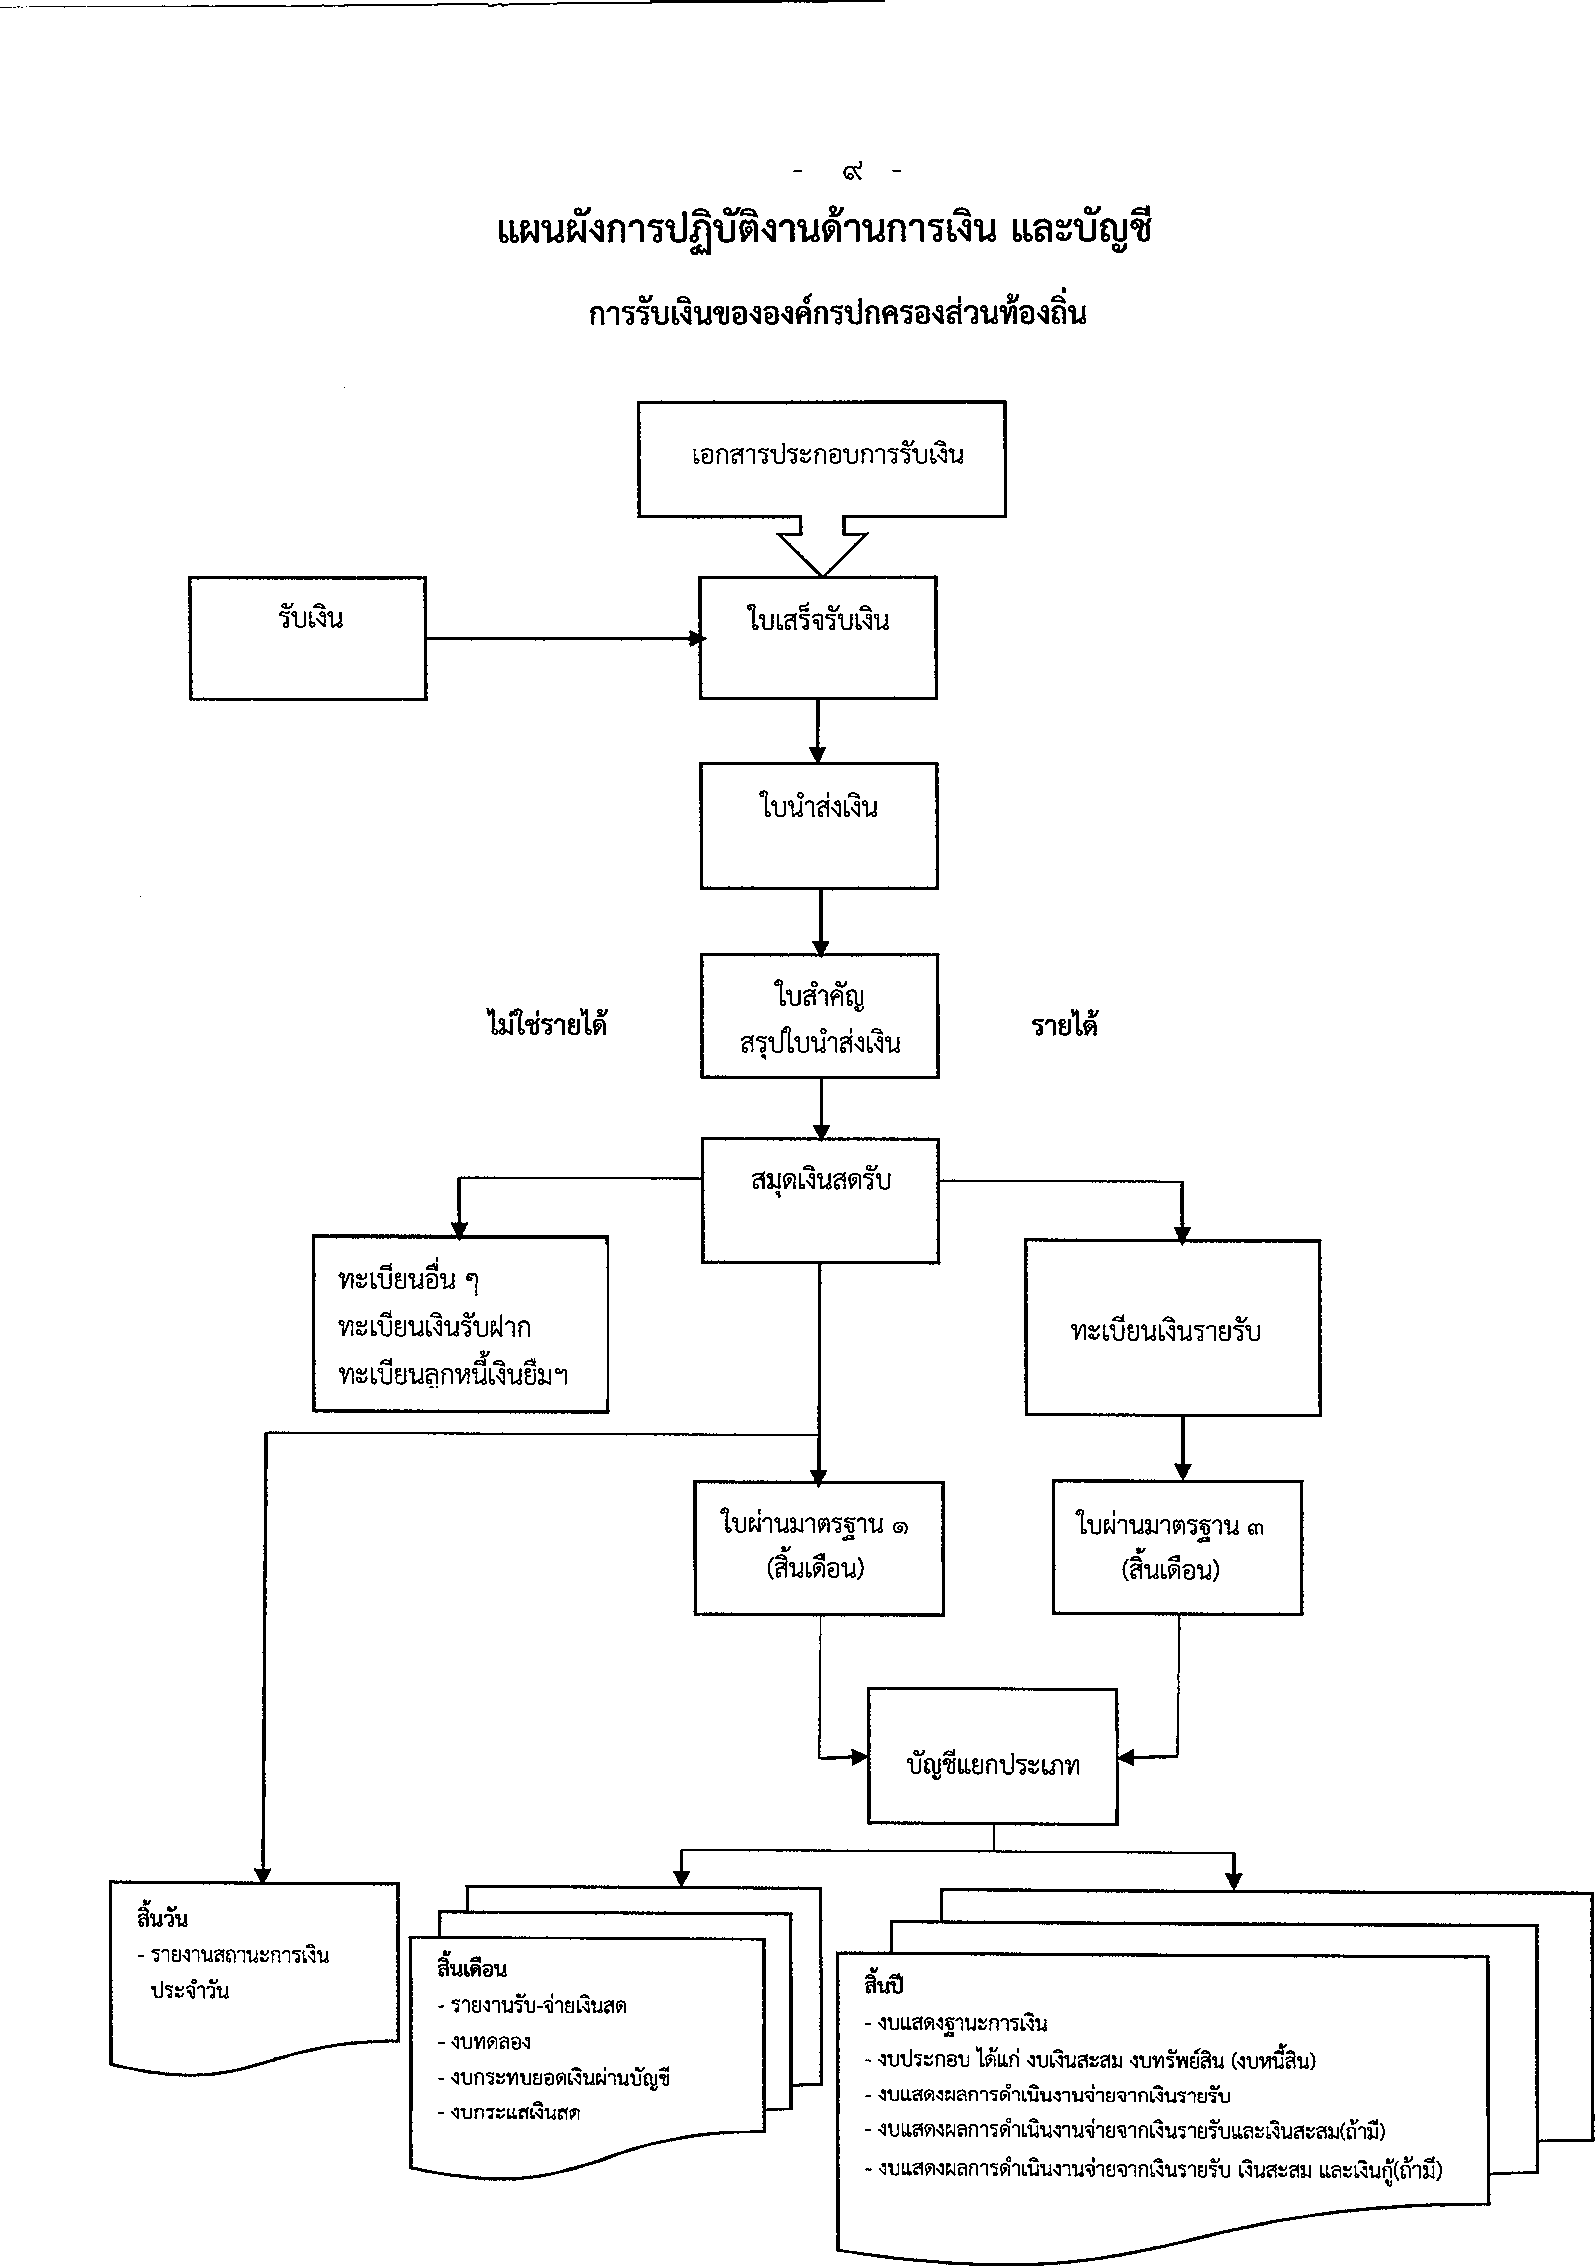 - ๙ -
แผนผังการปฏิบัติงานด้านการเงิน และบัญชี
การรับเงินขององค์กรปกครองส่วนท้องถิ่น
เอกสารประกอบการรับเงิน
รับเงิน
ใบเสร็จรับเงิน
ใบนำส่งเงิน
ไม่ใช่รายได้
ใบสำคัญ
สรุปใบนำส่งเงิน
รายได้
สมุดเงินสดรับ
ทะเบียนอื่น ๆ
ทะเบียนเงินรับฝาก
ทะเบียนลูกหนี้เงินยืมฯ
ทะเบียนเงินรายรับ
ใบผ่านมาตรฐาน ๑
(สิ้นเดือน)
ใบผ่านมาตรฐาน ๓
(สิ้นเดือน)
บัญชีแยกประเภท
สิ้นวัน
- รายงานสถานะการเงิน
ประจำวัน
สิ้นเดือน
- รายงานรับ-จ่ายเงินสด
- งบทดลอง
- งบกระทบยอดเงินผ่านบัญชี
- งบกระแสเงินสด
สิ้นปี
- งบแสดงฐานะการเงิน
- งบประกอบ ได้แก่ งบเงินสะสม งบทรัพย์สิน (งบหนี้สิน)
- งบแสดงผลการดำเนินงานจ่ายจากเงินรายรับ
- งบแสดงผลการดำเนินงานจ่ายจากเงินรายรับและเงินสะสม(ถ้ามี)
- งบแสดงผลการดำเนินงานจ่ายจากเงินรายรับ เงินสะสม และเงินกู้(ถ้ามี)